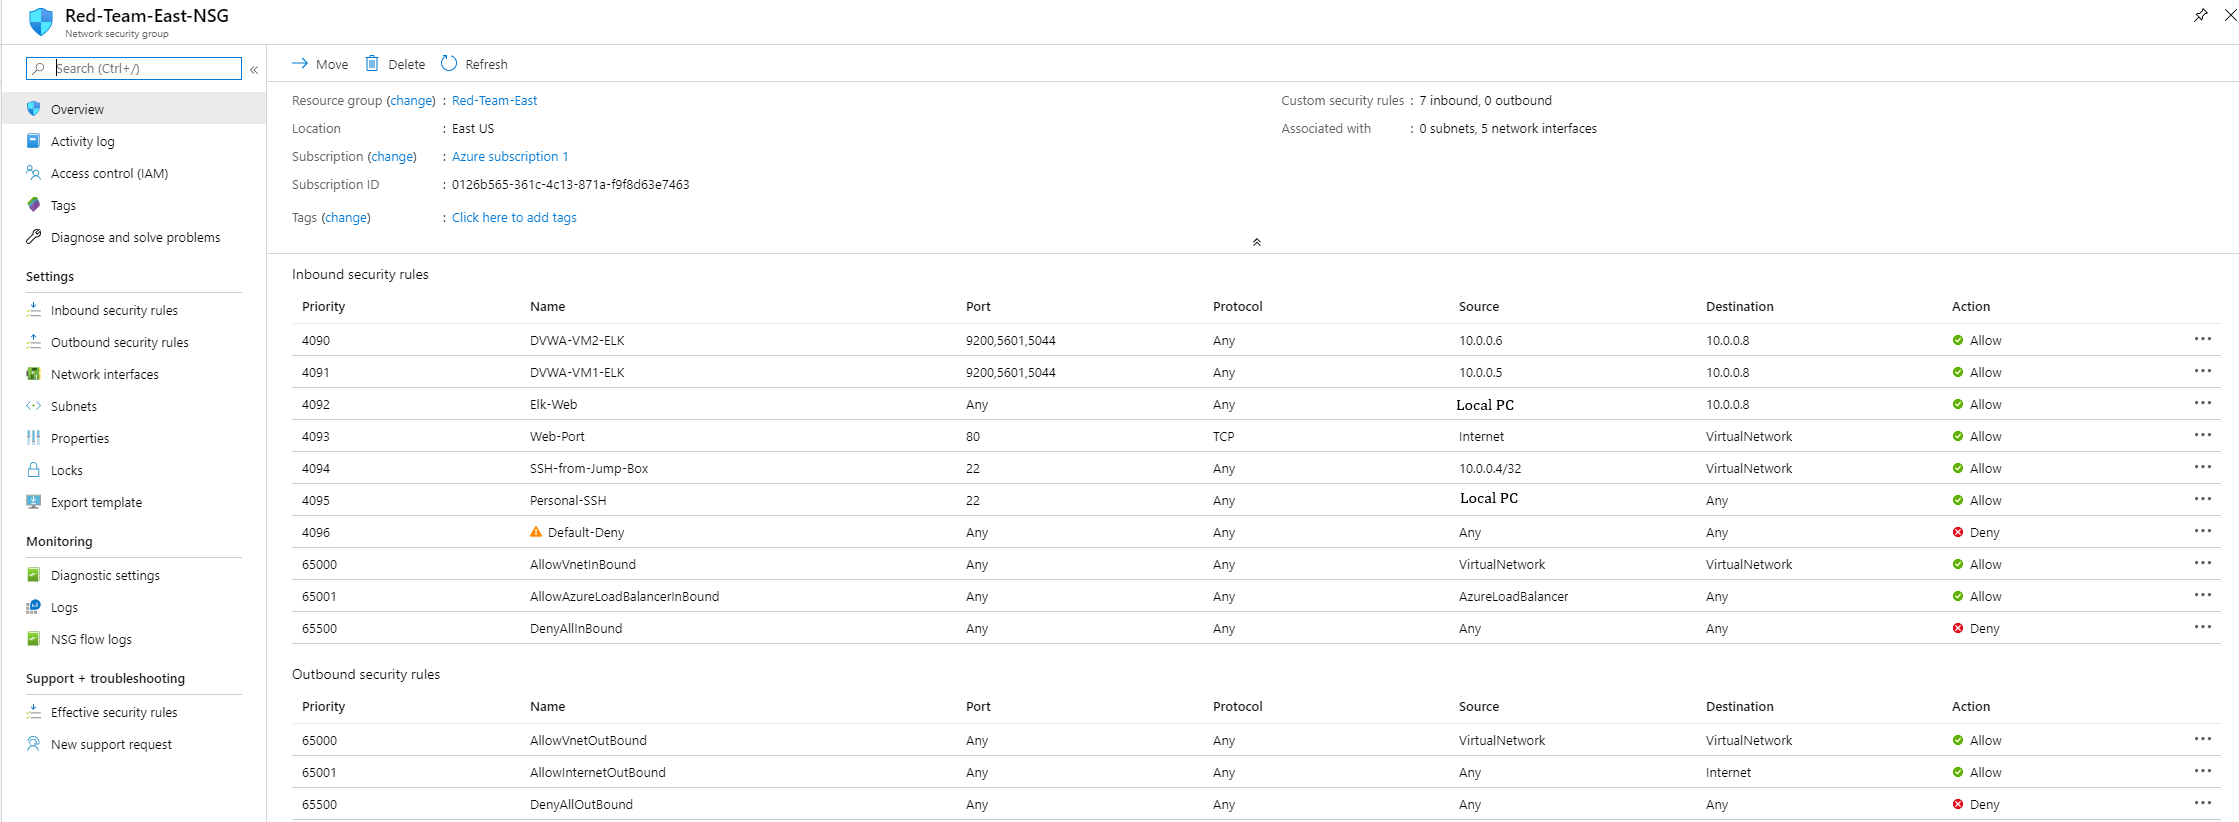 Red-Team-East-NSG
Network security group
Search (Ctrl+/)
«
Overview
Activity log
Access control (IAM)
Tags
Diagnose and solve problems
Settings
Inbound security rules
Outbound security rules
Network interfaces
Subnets
Properties
Locks
Export template
Monitoring
Diagnostic settings
Logs
NSG flow logs
Support + troubleshooting
Effective security rules
New support request
Move Delete Refresh
Resource group (change) : Red-Team-East
Location : East US
Subscription (change) : Azure subscription 1
Subscription ID : 0126b565-361c-4c13-871a-f9f8d63e7463
Tags (change) : Click here to add tags
Custom security rules : 7 inbound, 0 outbound
Associated with : 0 subnets, 5 network interfaces
Inbound security rules
Priority Name Port Protocol Source Destination Action
4090 DVWA-VM2-ELK 9200,5601,5044 Any 10.0.0.6 10.0.0.8 Allow ...
4091 DVWA-VM1-ELK 9200,5601,5044 Any 10.0.0.5 10.0.0.8 Allow ...
4092 Elk-Web Any Any Local PC 10.0.0.8 Allow ...
4093 Web-Port 80 TCP Internet VirtualNetwork Allow ...
4094 SSH-from-Jump-Box 22 Any 10.0.0.4/32 VirtualNetwork Allow ...
4095 Personal-SSH 22 Any Local PC Any Allow ...
4096 Default-Deny Any Any Any Any Deny ...
65000 AllowVnetInBound Any Any VirtualNetwork VirtualNetwork Allow ...
65001 AllowAzureLoadBalancerInBound Any Any AzureLoadBalancer Any Allow ...
65500 DenyAllInBound Any Any Any Any Deny ...
Outbound security rules
Priority Name Port Protocol Source Destination Action
65000 AllowVnetOutBound Any Any VirtualNetwork VirtualNetwork Allow ...
65001 AllowInternetOutBound Any Any Any Internet Allow ...
65500 DenyAllOutBound Any Any Any Any Deny ...